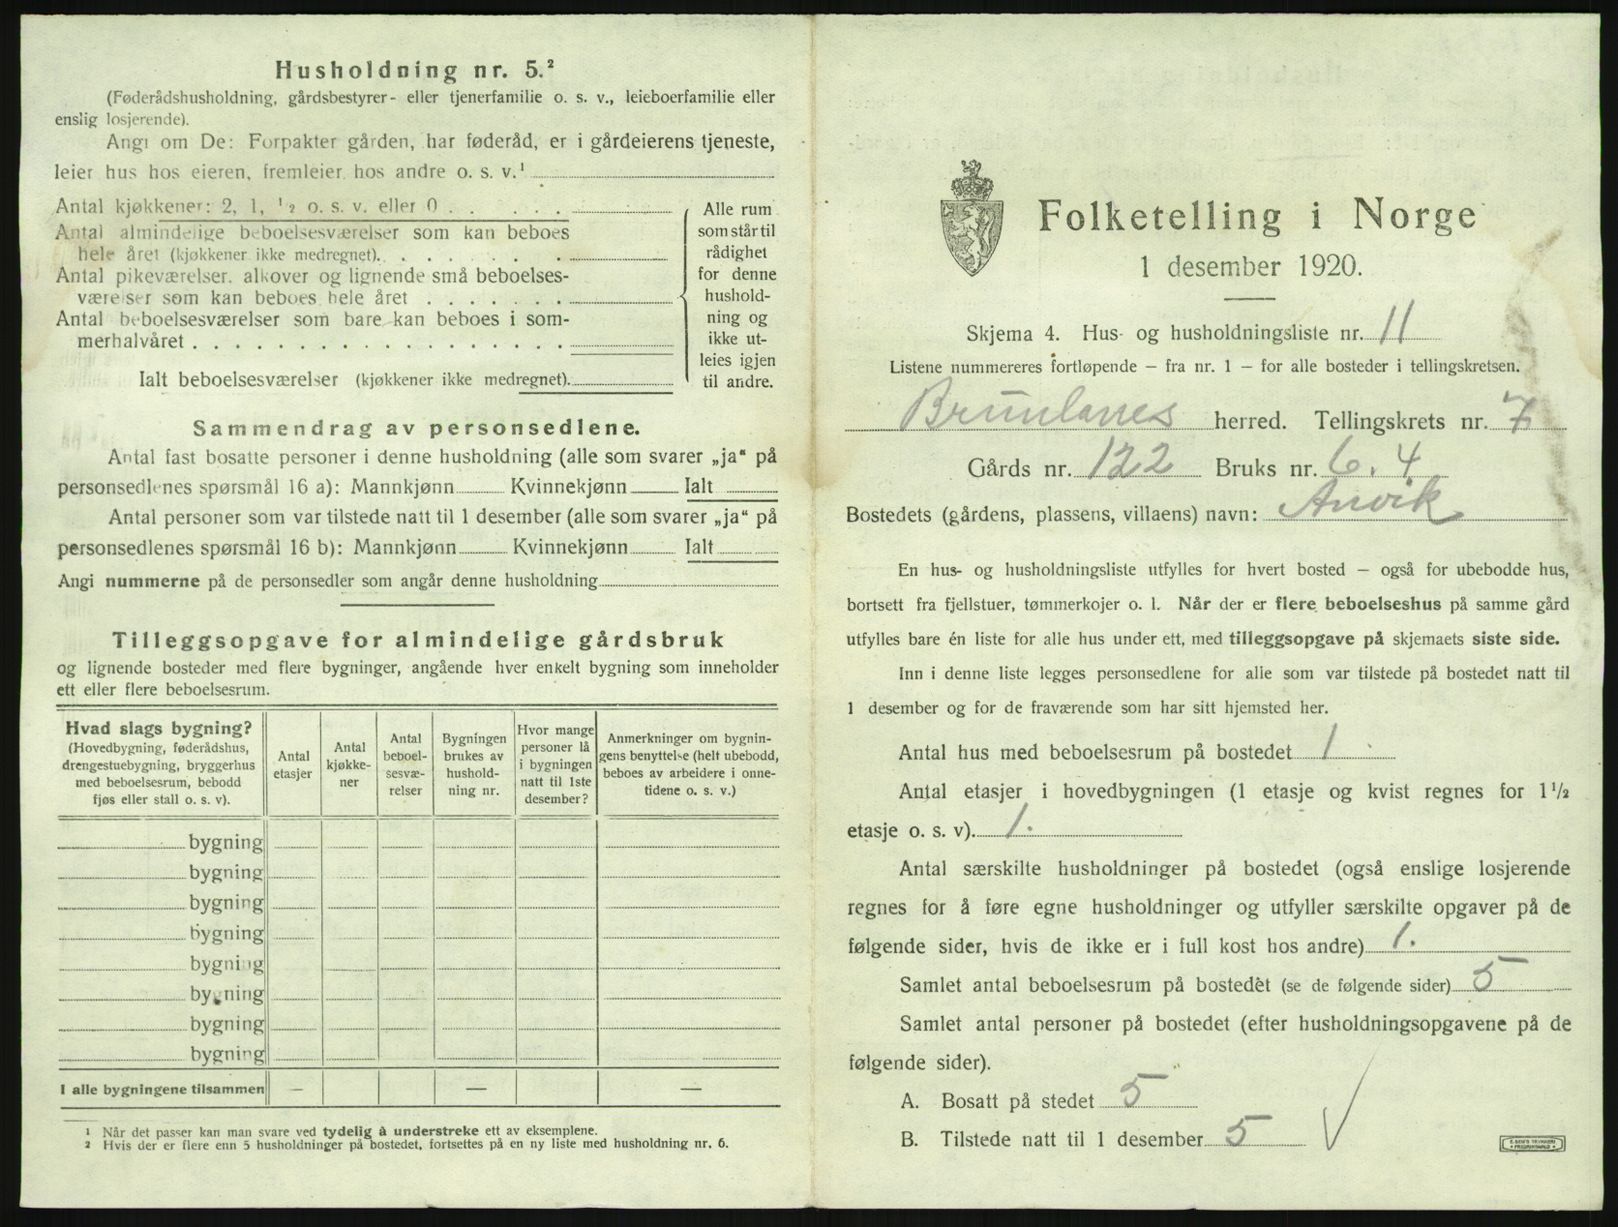 Husholdning nr. 5.²
(Føderådshusholdning, gårdsbestyrer- eller tjenerfamilie o. s. v., leieboerfamilie eller
enslig losjerende).
Angi om De: Forpakter gården, har føderåd, er i gårdeierens tjeneste,
leier hus hos eieren, fremleier hos andre o. s. v.¹
Antal kjøkkener: 2, 1, ½ o. s. v. eller 0
Antal almindelige beboelsesværelser som kan beboes
hele året (kjøkkener ikke medregnet).
Antal pikeværelser. alkover og lignende små beboelses-
værelser som kan beboes hele året
Antal beboelsesværelser som bare kan beboes i som-
merhalvåret
Ialt beboelsesværelser (kjøkkener ikke medregnet).
Alle rum
som står til
rådighet
for denne
hushold-
ning og
ikke ut-
leies igjen
til andre.
Sammendrag av personsedlene.
Antal fast bosatte personer i denne husholdning (alle som svarer „ja“ på
personsedlenes spørsmål 16 a): Mannkjønn Kvinnekjønn Ialt
Antal personer som var tilstede natt til 1 desember (alle som svarer „ja“ på
personsedlenes spørsmål 16 b): Mannkjønn Kvinnekjønn Ialt
Angi nummerne på de personsedler som angår denne husholdning
Tilleggsopgave for almindelige gårdsbruk
og lignende bosteder med flere bygninger, angående hver enkelt bygning som inneholder
ett eller flere beboelsesrum.
Hvad slags bygning?
(Hovedbygning, føderådshus,
drengestuebygning, bryggerhus
med beboelsesrum, bebodd
fjøs eller stall o. s. v).
Antal
etasjer
Antal
kjøkke-
ner
Antal
beboel-
sesvæ-
relser
Bygningen
brukes av
hushold-
ning nr.
Hvor mange
personer lå
i bygningen
natt til 1ste
desember?
Anmerkninger om bygnin-
gens benyttelse (helt ubebodd,
beboes av arbeidere i onne-
tidene o. s. v.)
bygning
bygning
bygning
bygning
bygning
bygning
bygning
bygning
I alle bygningene tilsammen — — —
¹ Når det passer kan man svare ved tydelig å understreke ett av eksemplene.
² Hvis der er flere enn 5 husholdninger på bostedet, fortsettes på en ny liste med husholdning nr. 6.
Folketelling i Norge
1 desember 1920.
Skjema 4. Hus- og husholdningsliste nr. 11
Listene nummereres fortløpende — fra nr. 1 — for alle bosteder i tellingskretsen.
Brunlanes herred. Tellingskrets nr. 7
Gårds nr. 122 Bruks nr. 6.4
Bostedets (gårdens, plassens, villaens) navn: Anvik
En hus- og husholdningsliste utfylles for hvert bosted — også for ubebodde hus,
bortsett fra fjellstuer, tømmerkojer o. l. Når der er flere beboelseshus på samme gård
utfylles bare én liste for alle hus under ett, med tilleggsopgave på skjemaets siste side.
Inn i denne liste legges personsedlene for alle som var tilstede på bostedet natt til
1 desember og for de fraværende som har sitt hjemsted her.
Antal hus med beboelsesrum på bostedet 1
Antal etasjer i hovedbygningen (1 etasje og kvist regnes for 1½
etasje o. s. v). 1.
Antal særskilte husholdninger på bostedet (også enslige losjerende
regnes for å føre egne husholdninger og utfyller særskilte opgaver på de
følgende sider, hvis de ikke er i full kost hos andre) 1.
Samlet antal beboelsesrum på bostedet (se de følgende sider) 5
Samlet antal personer på bostedet (efter husholdningsopgavene på de
følgende sider).
A. Bosatt på stedet 5
B. Tilstede natt til 1 desember 5